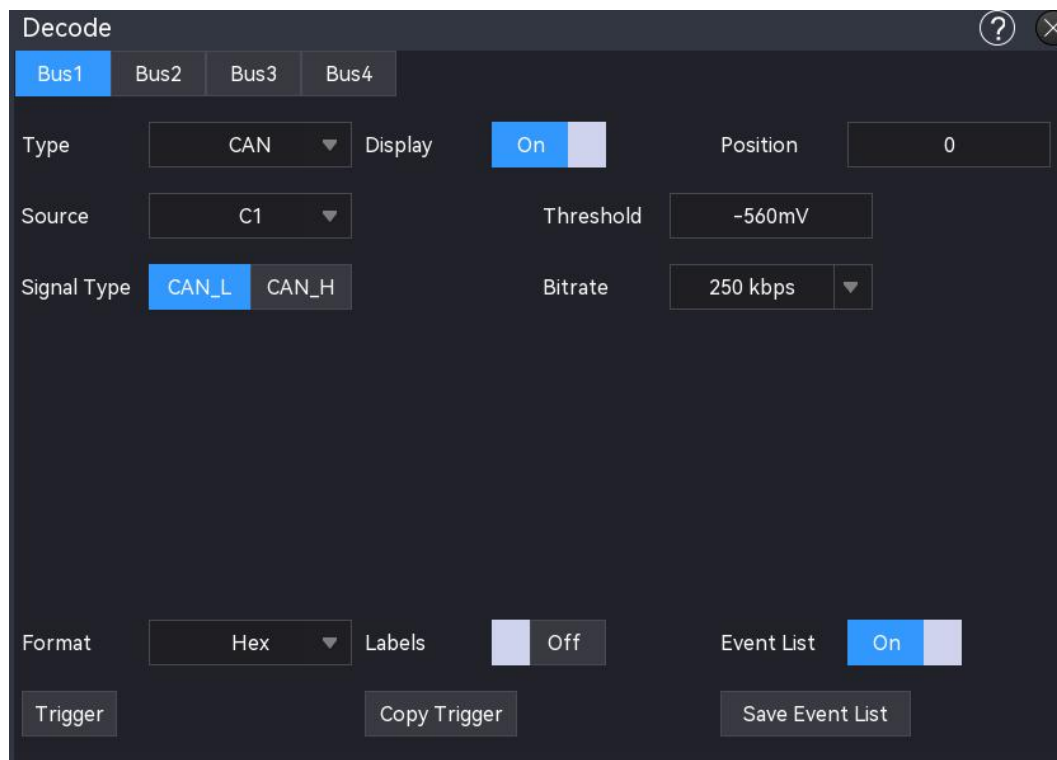 Decode ?
Bus1 Bus2 Bus3 Bus4
Type CAN Display On Position 0
Source C1 Threshold -560mV
Signal Type CAN_L CAN_H Bitrate 250 kbps
Format Hex Labels Off Event List On
Trigger Copy Trigger Save Event List